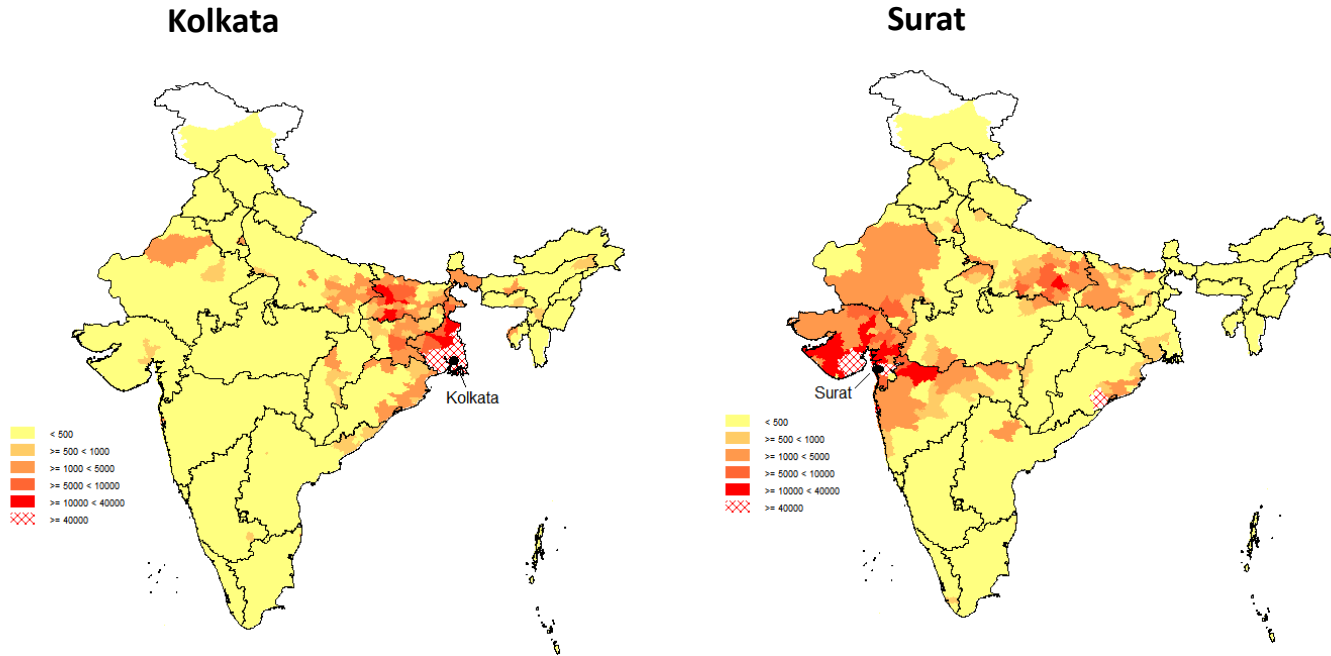 Kolkata
Surat
Kolkata
< 500
>= 500 < 1000
>= 1000 < 5000
>= 5000 < 10000
>= 10000 < 40000
>= 40000
Surat
< 500
>= 500 < 1000
>= 1000 < 5000
>= 5000 < 10000
>= 10000 < 40000
>= 40000